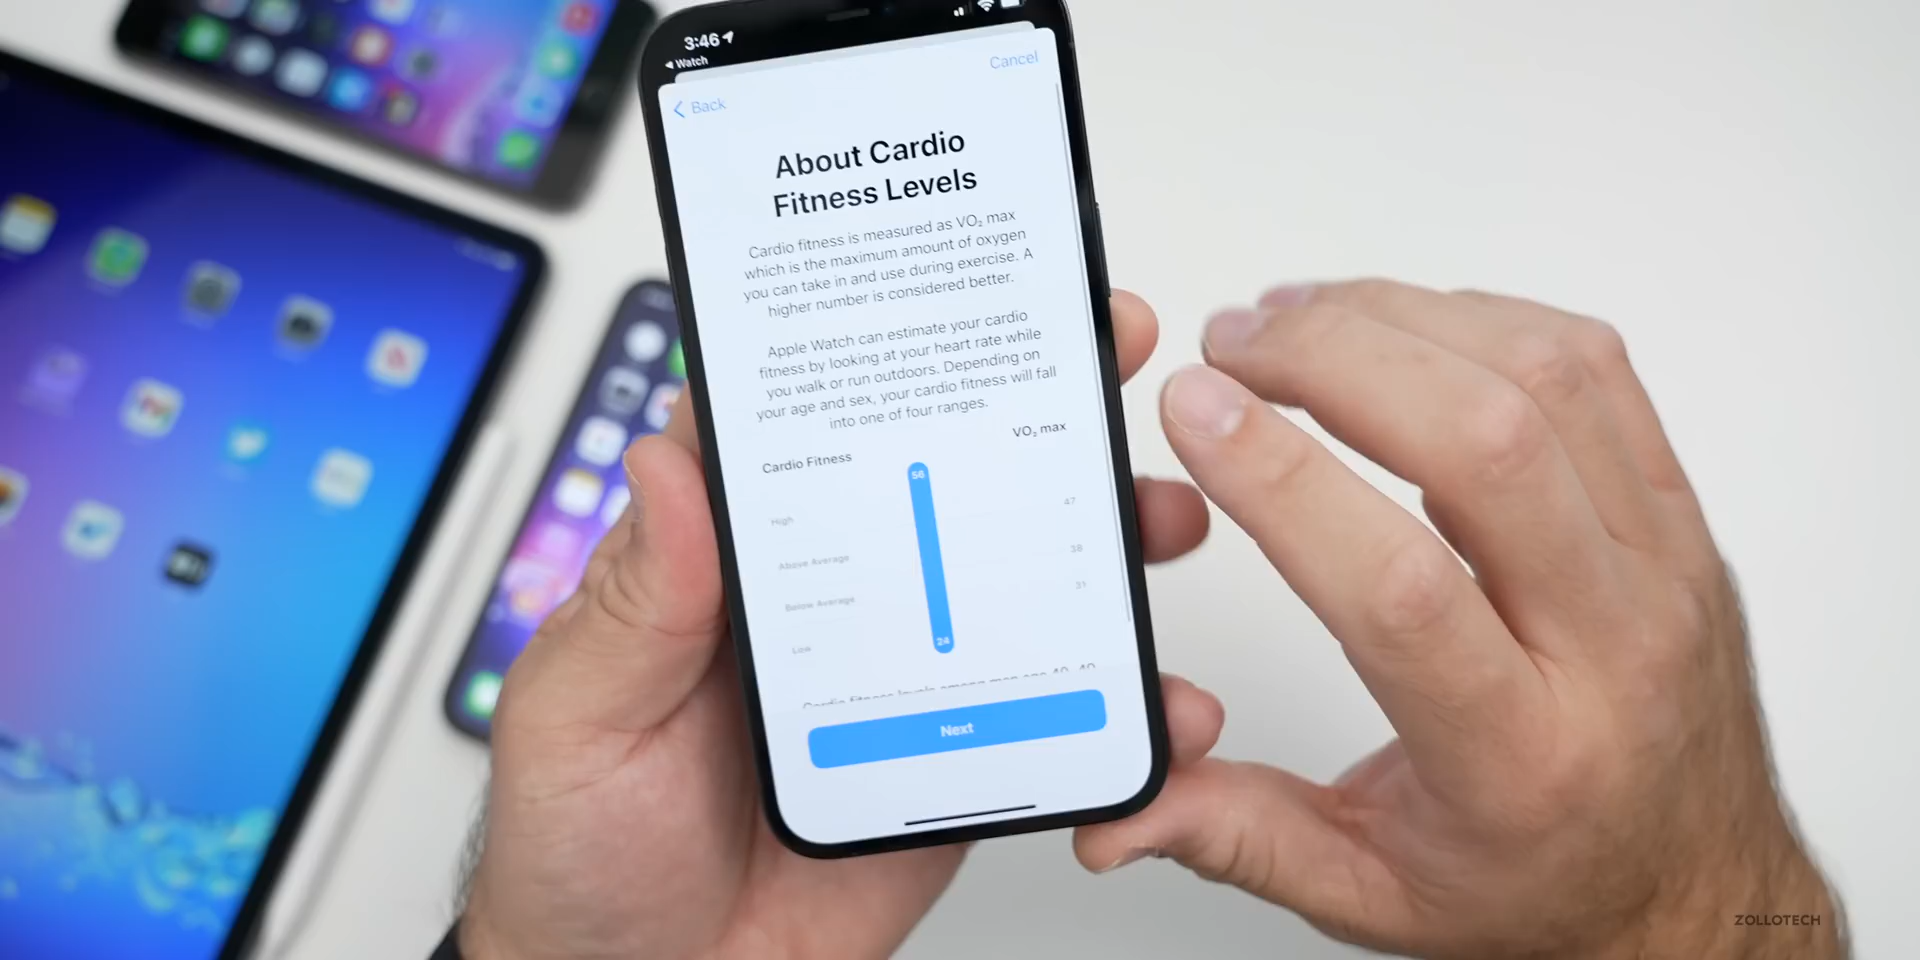 3:46
Watch
Back
Cancel
About Cardio
Fitness Levels
Cardio fitness is measured as VO₂ max
which is the maximum amount of oxygen
you can take in and use during exercise. A
higher number is considered better.
Apple Watch can estimate your cardio
fitness by looking at your heart rate while
you walk or run outdoors. Depending on
your age and sex, your cardio fitness will fall
into one of four ranges.
Cardio Fitness
VO₂ max
56
High
47
Above Average
38
Below Average
31
Low
24
Next
ZOLLOTECH